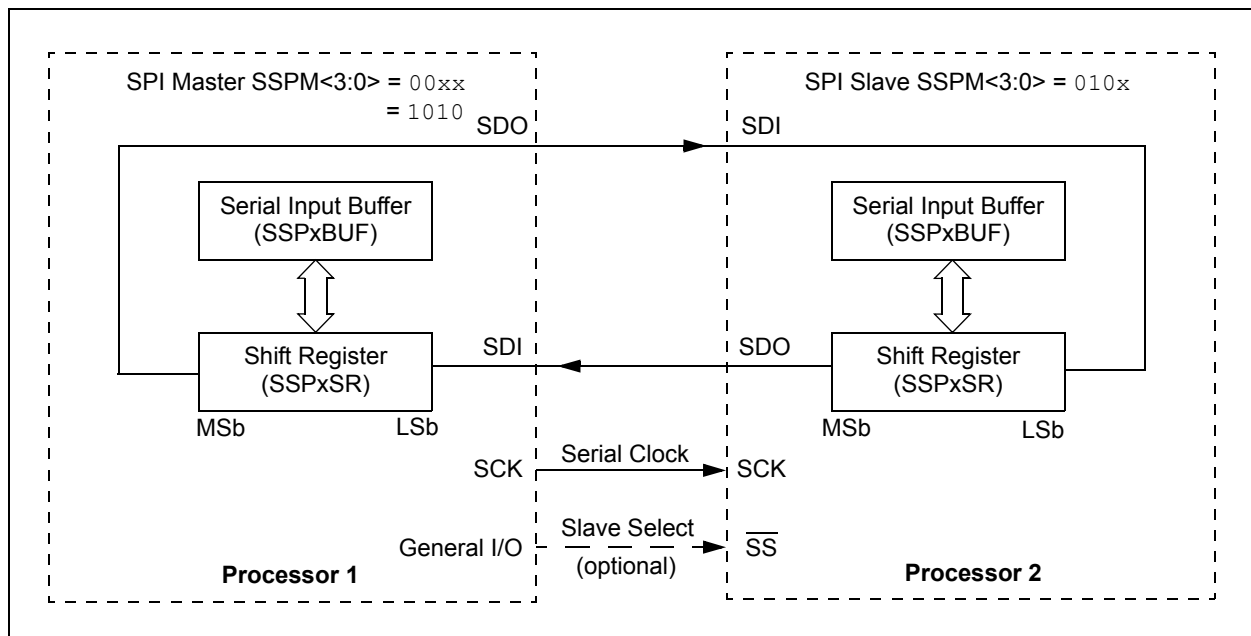 SPI Master SSPM<3:0> = 00xx
= 1010
SDO
Serial Input Buffer
(SSPxBUF)
Shift Register
(SSPxSR)
MSb
LSb
SDI
SCK
General I/O
Processor 1
Serial Clock
Slave Select
(optional)
SPI Slave SSPM<3:0> = 010x
SDI
Serial Input Buffer
(SSPxBUF)
SDO
Shift Register
(SSPxSR)
MSb
LSb
SCK
S̅S̅
Processor 2